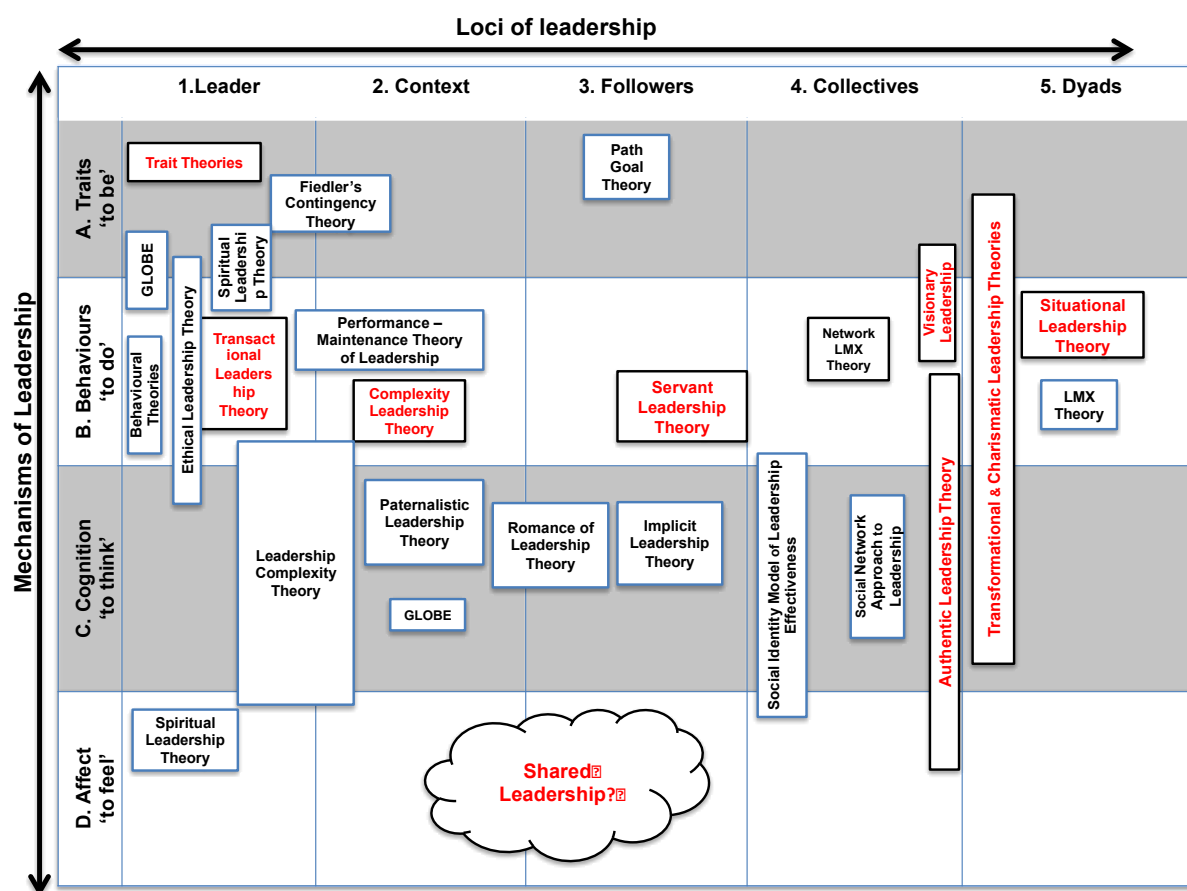 Loci of leadership
Mechanisms of Leadership
1.Leader
2. Context
3. Followers
4. Collectives
5. Dyads
A. Traits
‘to be’
Trait Theories
Fiedler’s
Contingency
Theory
Path
Goal
Theory
GLOBE
Spiritual
Leadershi
p Theory
Ethical Leadership Theory
Visionary
Leadership
Transformational & Charismatic Leadership Theories
B. Behaviours
‘to do’
Behavioural
Theories
Transact
ional
Leaders
hip
Theory
Performance –
Maintenance Theory
of Leadership
Complexity
Leadership
Theory
Servant
Leadership
Theory
Network
LMX
Theory
Situational
Leadership
Theory
LMX
Theory
Authentic Leadership Theory
C. Cognition
‘to think’
Leadership
Complexity
Theory
Paternalistic
Leadership
Theory
GLOBE
Romance of
Leadership
Theory
Implicit
Leadership
Theory
Social Identity Model of Leadership
Effectiveness
Social Network
Approach to
Leadership
D. Affect
‘to feel’
Spiritual
Leadership
Theory
Shared
Leadership?